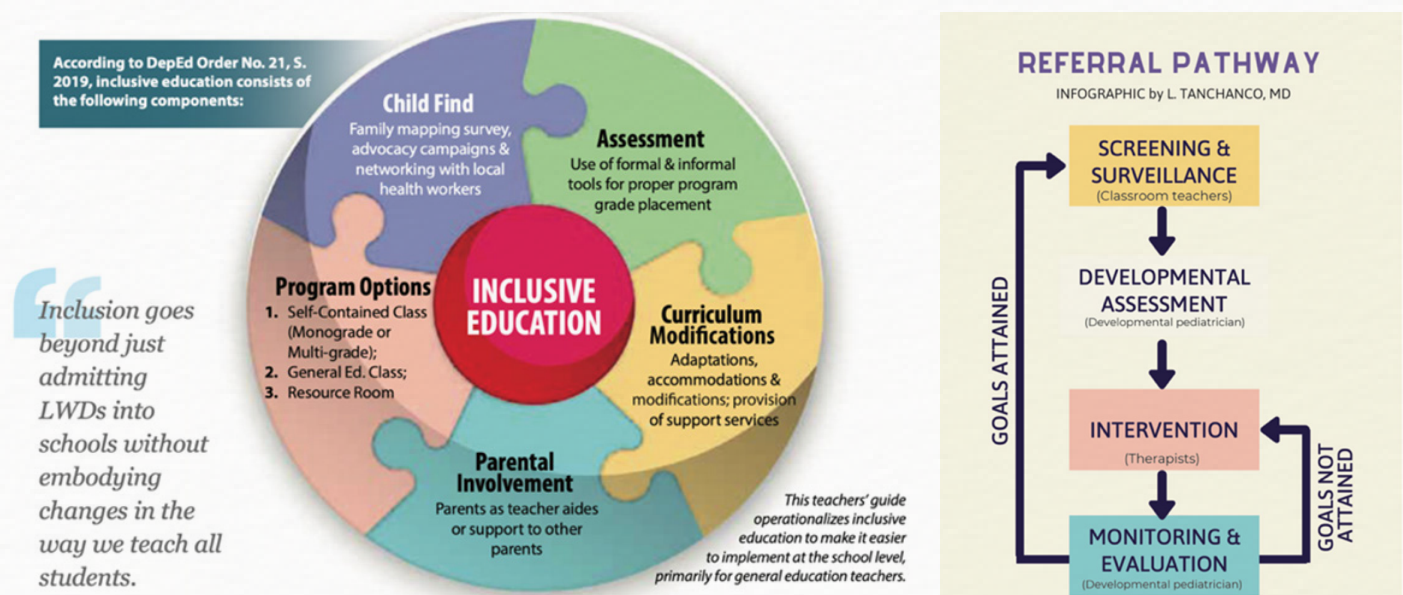 According to DepEd Order No. 21, S.
2019, inclusive education consists of
the following components:
Child Find
Family mapping survey,
advocacy campaigns &
networking with local
health workers
Assessment
Use of formal & informal
tools for proper program
grade placement
Program Options
1. Self-Contained Class
(Monograde or
Multi-grade);
2. General Ed. Class;
3. Resource Room
INCLUSIVE
EDUCATION
Curriculum
Modifications
Adaptations,
accommodations &
modifications; provision
of support services
Parental
Involvement
Parents as teacher aides
or support to other
parents
“
Inclusion goes
beyond just
admitting
LWDs into
schools without
embodying
changes in the
way we teach all
students.
This teachers' guide
operationalizes inclusive
education to make it easier
to implement at the school level,
primarily for general education teachers.
REFERRAL PATHWAY
INFOGRAPHIC by L. TANCHANCO, MD
SCREENING &
SURVEILLANCE
(Classroom teachers)
DEVELOPMENTAL
ASSESSMENT
(Developmental pediatrician)
INTERVENTION
(Therapists)
MONITORING &
EVALUATION
(Developmental pediatrician)
GOALS ATTAINED
GOALS NOT
ATTAINED